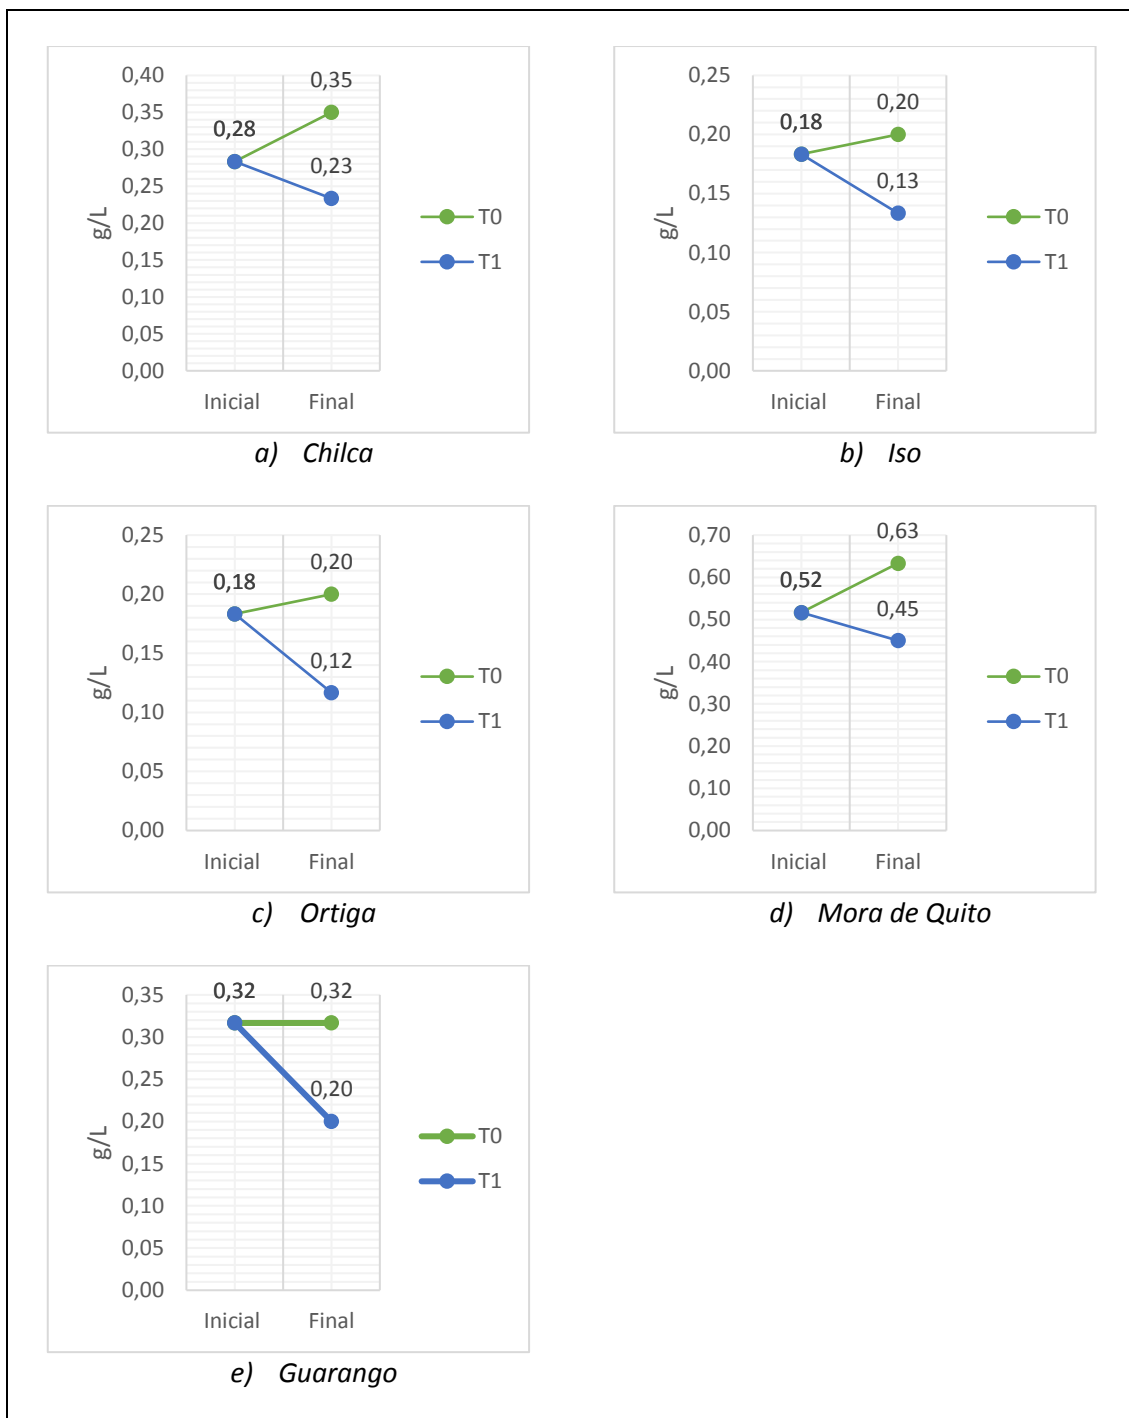 0,40
0,35
0,30
0,25
0,20
0,15
0,10
0,05
0,00
g/L
0,28
0,35
0,23
Inicial Final
T0
T1
a) Chilca
0,25
0,20
0,15
0,10
0,05
0,00
g/L
0,18
0,20
0,13
Inicial Final
T0
T1
b) Iso
0,25
0,20
0,15
0,10
0,05
0,00
g/L
0,18
0,20
0,12
Inicial Final
T0
T1
c) Ortiga
0,70
0,60
0,50
0,40
0,30
0,20
0,10
0,00
g/L
0,52
0,63
0,45
Inicial Final
T0
T1
d) Mora de Quito
0,35
0,30
0,25
0,20
0,15
0,10
0,05
0,00
g/L
0,32
0,32
0,20
Inicial Final
T0
T1
e) Guarango